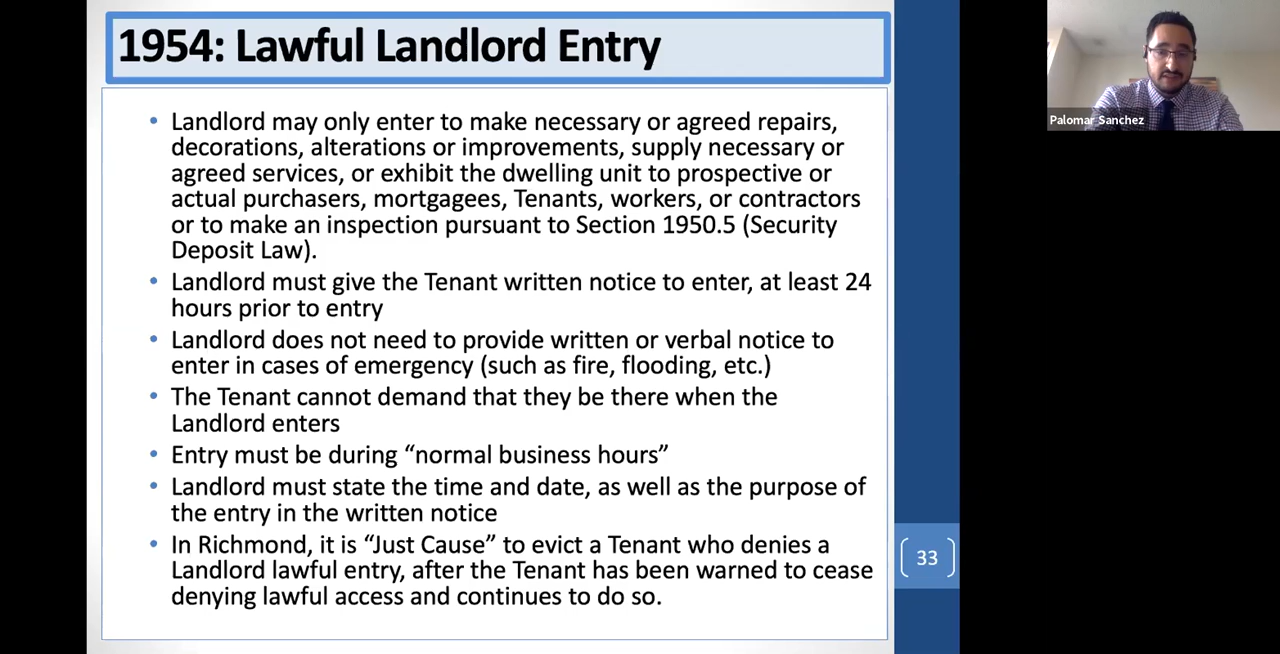 1954: Lawful Landlord Entry
• Landlord may only enter to make necessary or agreed repairs,
decorations, alterations or improvements, supply necessary or
agreed services, or exhibit the dwelling unit to prospective or
actual purchasers, mortgagees, Tenants, workers, or contractors
or to make an inspection pursuant to Section 1950.5 (Security
Deposit Law).
• Landlord must give the Tenant written notice to enter, at least 24
hours prior to entry
• Landlord does not need to provide written or verbal notice to
enter in cases of emergency (such as fire, flooding, etc.)
• The Tenant cannot demand that they be there when the
Landlord enters
• Entry must be during “normal business hours”
• Landlord must state the time and date, as well as the purpose of
the entry in the written notice
• In Richmond, it is “Just Cause” to evict a Tenant who denies a
Landlord lawful entry, after the Tenant has been warned to cease
denying lawful access and continues to do so.
33
Palomar Sanchez